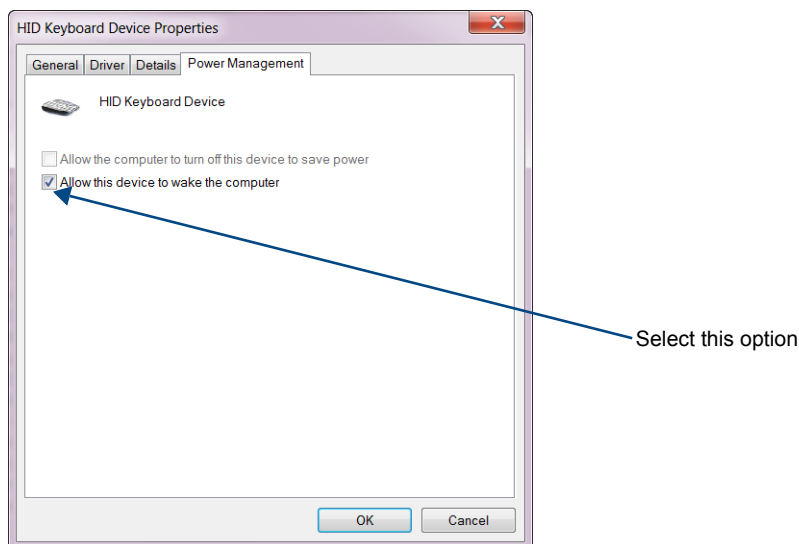 HID Keyboard Device Properties
X
General Driver Details Power Management
HID Keyboard Device
Allow the computer to turn off this device to save power
Allow this device to wake the computer
Select this option
OK Cancel